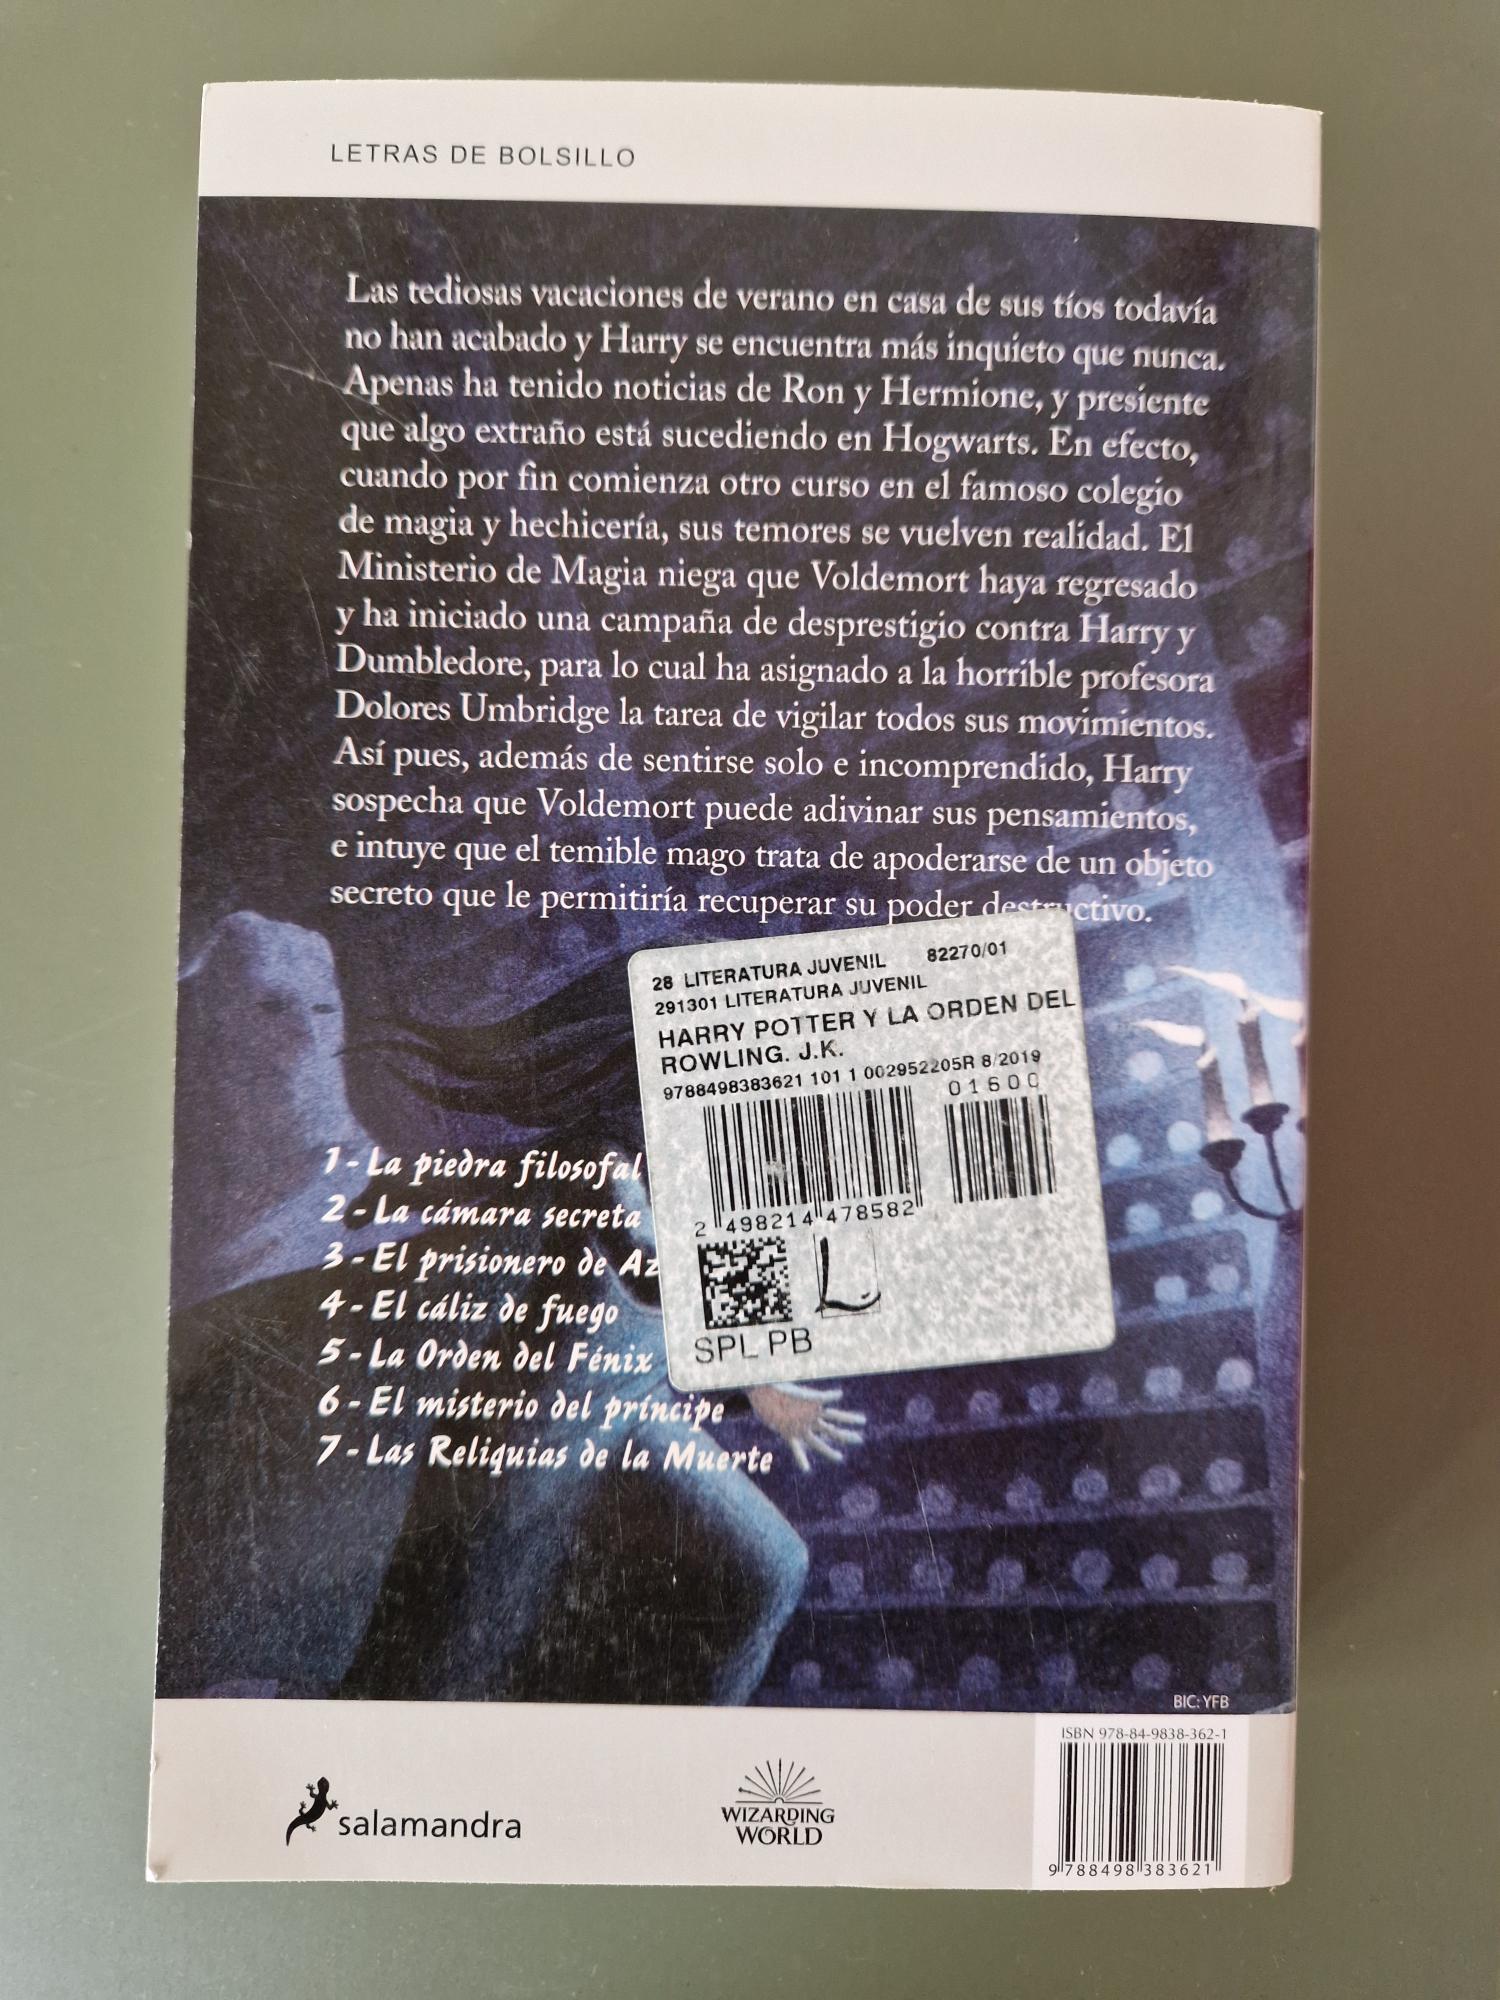 LETRAS DE BOLSILLO
Las tediosas vacaciones de verano en casa de sus tíos todavía
no han acabado y Harry se encuentra más inquieto que nunca.
Apenas ha tenido noticias de Ron y Hermione, y presiente
que algo extraño está sucediendo en Hogwarts. En efecto,
cuando por fin comienza otro curso en el famoso colegio
de magia y hechicería, sus temores se vuelven realidad. El
Ministerio de Magia niega que Voldemort haya regresado
y ha iniciado una campaña de desprestigio contra Harry y
Dumbledore, para lo cual ha asignado a la horrible profesora
Dolores Umbridge la tarea de vigilar todos sus movimientos.
Así pues, además de sentirse solo e incomprendido, Harry
sospecha que Voldemort puede adivinar sus pensamientos,
e intuye que el temible mago trata de apoderarse de un objeto
secreto que le permitiría recuperar su poder destructivo.
28 LITERATURA JUVENIL 82270/01
291301 LITERATURA JUVENIL
HARRY POTTER Y LA ORDEN DEL
ROWLING. J.K.
9788498383621 101 1 002952205R 8/2019
01600
2 498214 478582
L
SPL PB
1 - La piedra filosofal
2 - La cámara secreta
3 - El prisionero de Az
4 - El cáliz de fuego
5 - La Orden del Fénix
6 - El misterio del príncipe
7 - Las Reliquias de la Muerte
BIC: YFB
ISBN 978-84-9838-362-1
9 788498 383621
salamandra
WIZARDING
WORLD